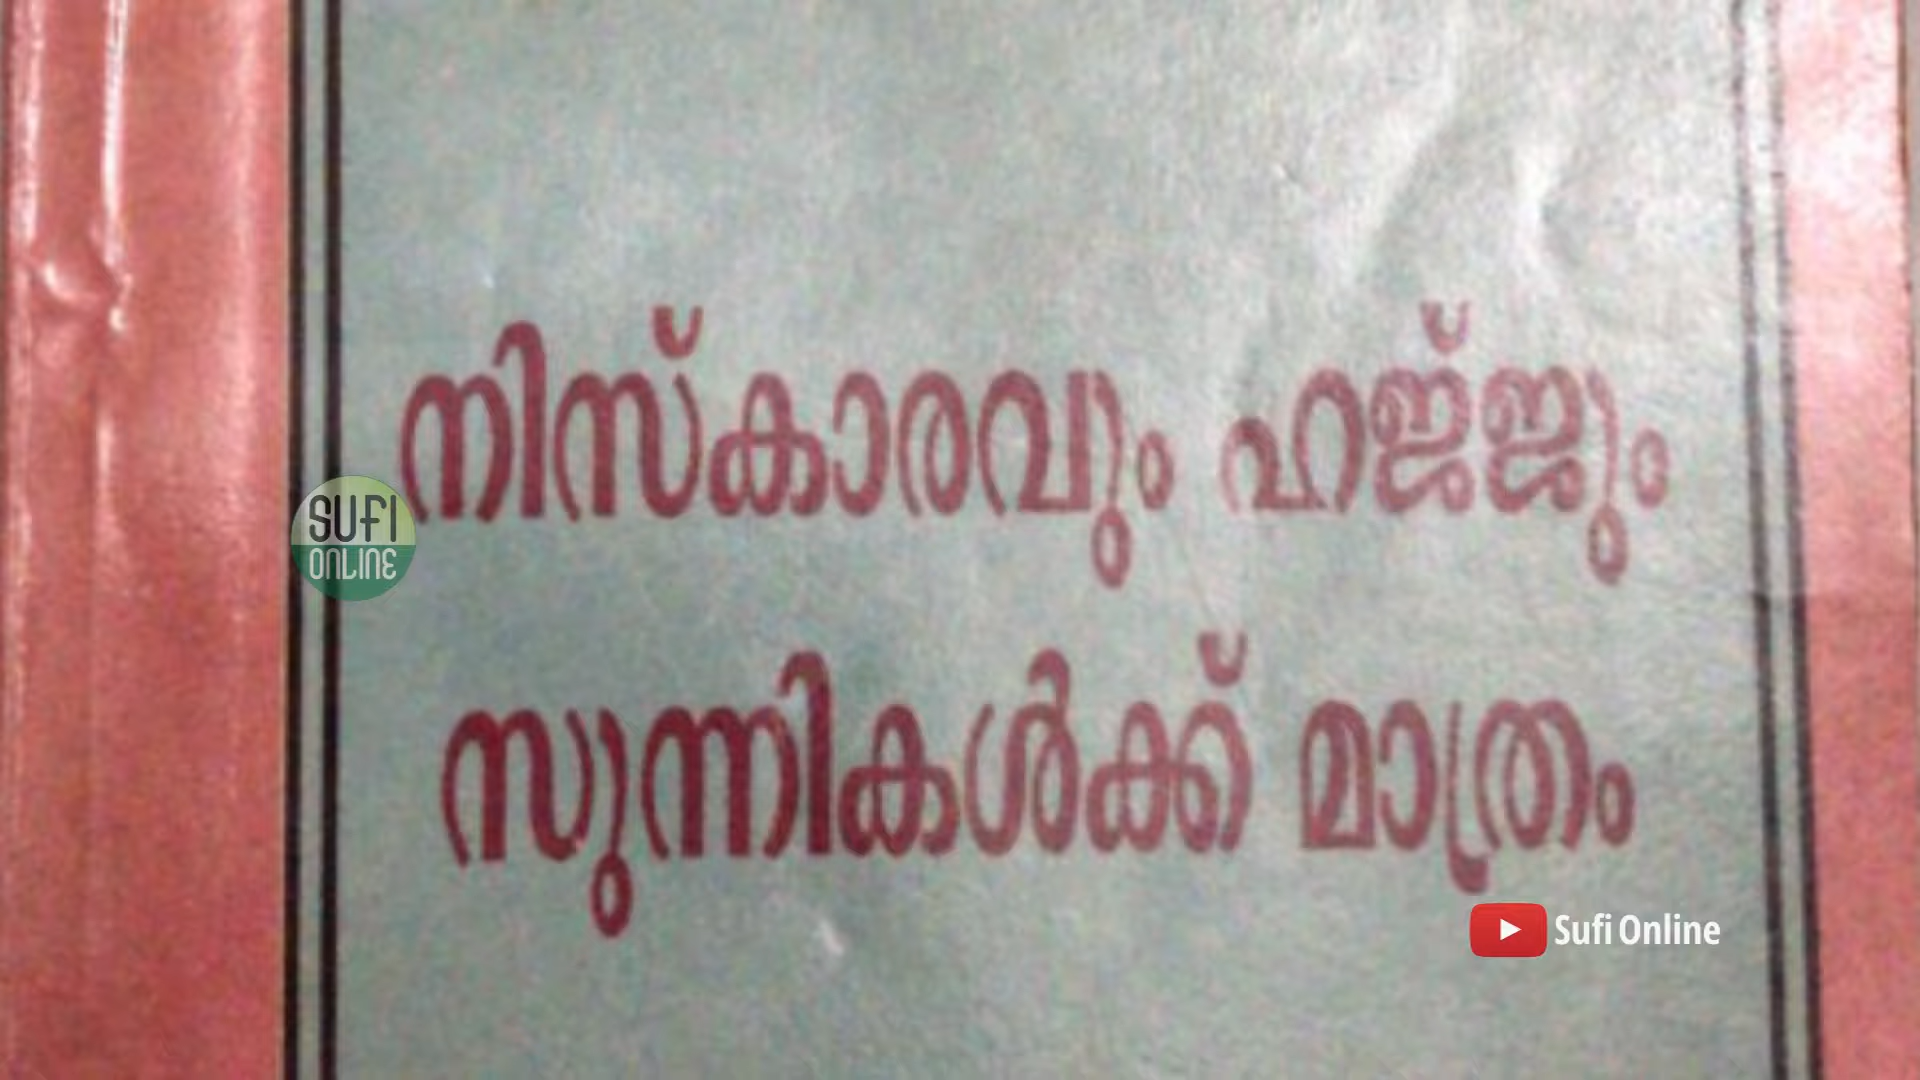 നിസ്കാരവും ഹജ്ജും
SUFI
ONLINE
സുന്നികൾക്ക് മാത്രം
Sufi Online